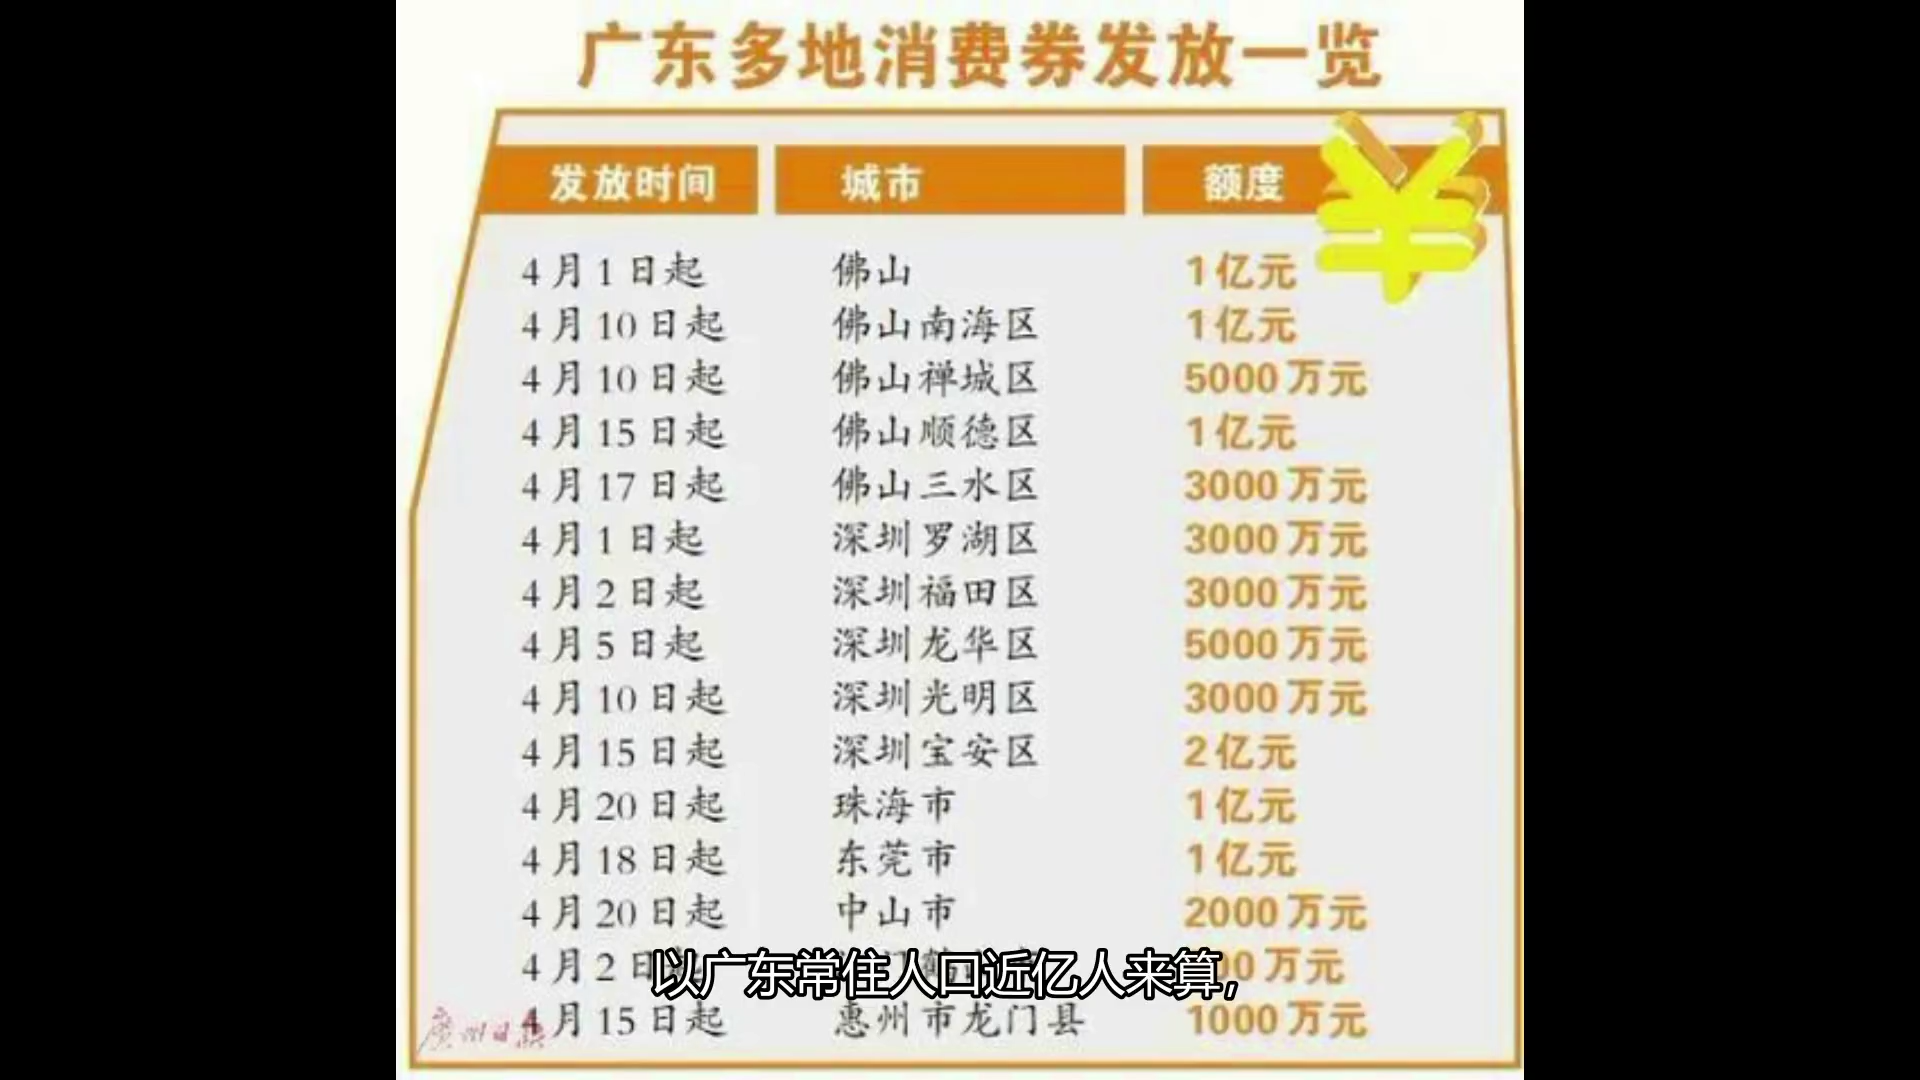 广东多地消费券发放一览
发放时间 城市 额度
4月1日起 佛山 1亿元
4月10日起 佛山南海区 1亿元
4月10日起 佛山禅城区 5000万元
4月15日起 佛山顺德区 1亿元
4月17日起 佛山三水区 3000万元
4月1日起 深圳罗湖区 3000万元
4月2日起 深圳福田区 3000万元
4月5日起 深圳龙华区 5000万元
4月10日起 深圳光明区 3000万元
4月15日起 深圳宝安区 2亿元
4月20日起 珠海市 1亿元
4月18日起 东莞市 1亿元
4月20日起 中山市 2000万元
4月2日 00万元
以广东常住人口近亿人来算,
4月15日起 惠州市龙门县 1000万元
广州日报